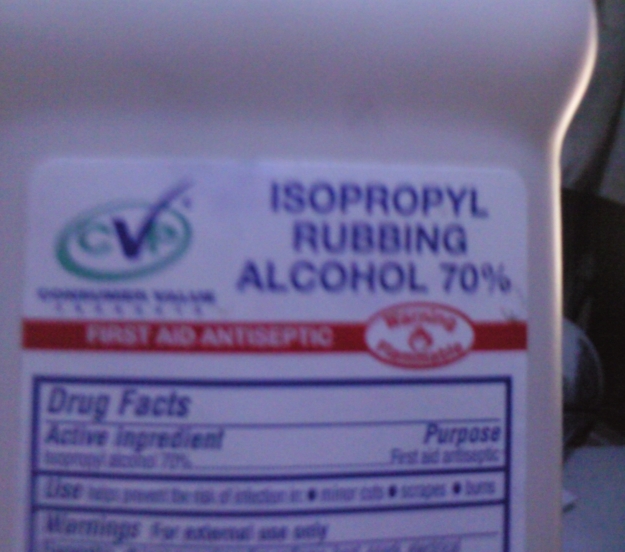 ISOPROPYL
RUBBING
ALCOHOL 70%
CVP
CONSUMER VALUE
PRODUCTS
FIRST AID ANTISEPTIC
Warning
Flammable
Drug Facts
Active ingredient Purpose
Isopropyl alcohol 70% First aid antiseptic
Use helps prevent the risk of infection in: • minor cuts • scrapes • burns
Warnings For external use only